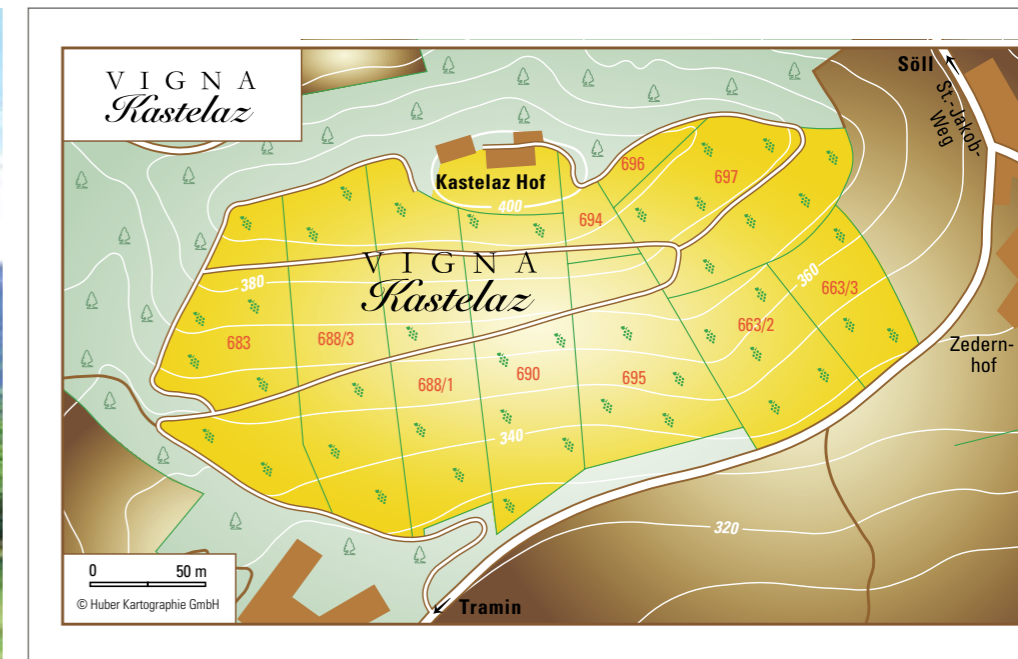 VIGNA
Kastelaz
Söll
St.-Jakob-
Weg
696
697
Kastelaz Hof
400
694
VIGNA
Kastelaz
380
360
663/3
683
688/3
663/2
Zedern-
hof
688/1
690
695
340
320
0 50 m
© Huber Kartographie GmbH
Tramin